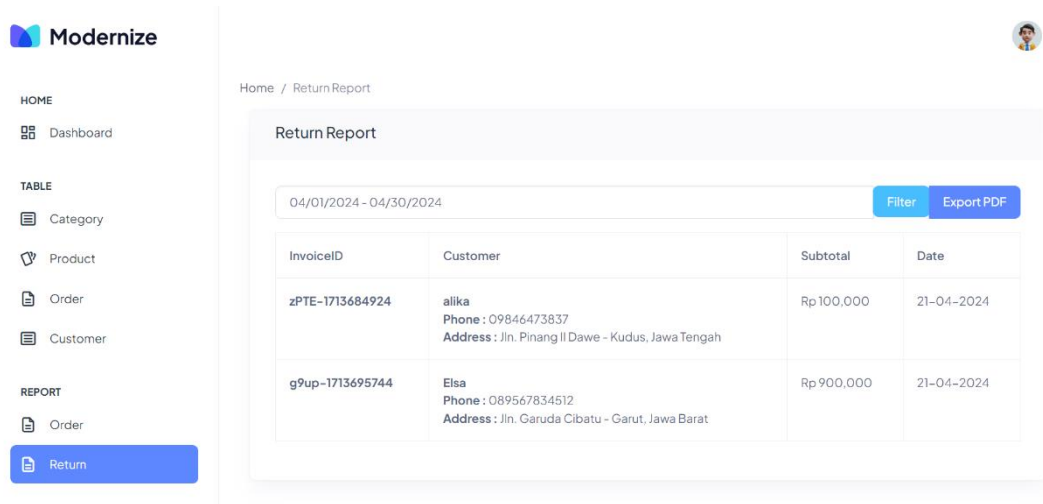 Modernize
HOME
Dashboard
TABLE
Category
Product
Order
Customer
REPORT
Order
Return
Home / Return Report
Return Report
04/01/2024 - 04/30/2024
Filter
Export PDF
InvoiceID Customer Subtotal Date
zPTE-1713684924 alika Rp 100,000 21-04-2024
Phone : 09846473837
Address : Jln. Pinang II Dawe - Kudus, Jawa Tengah
g9up-1713695744 Elsa Rp 900,000 21-04-2024
Phone : 089567834512
Address : Jln. Garuda Cibatu - Garut, Jawa Barat